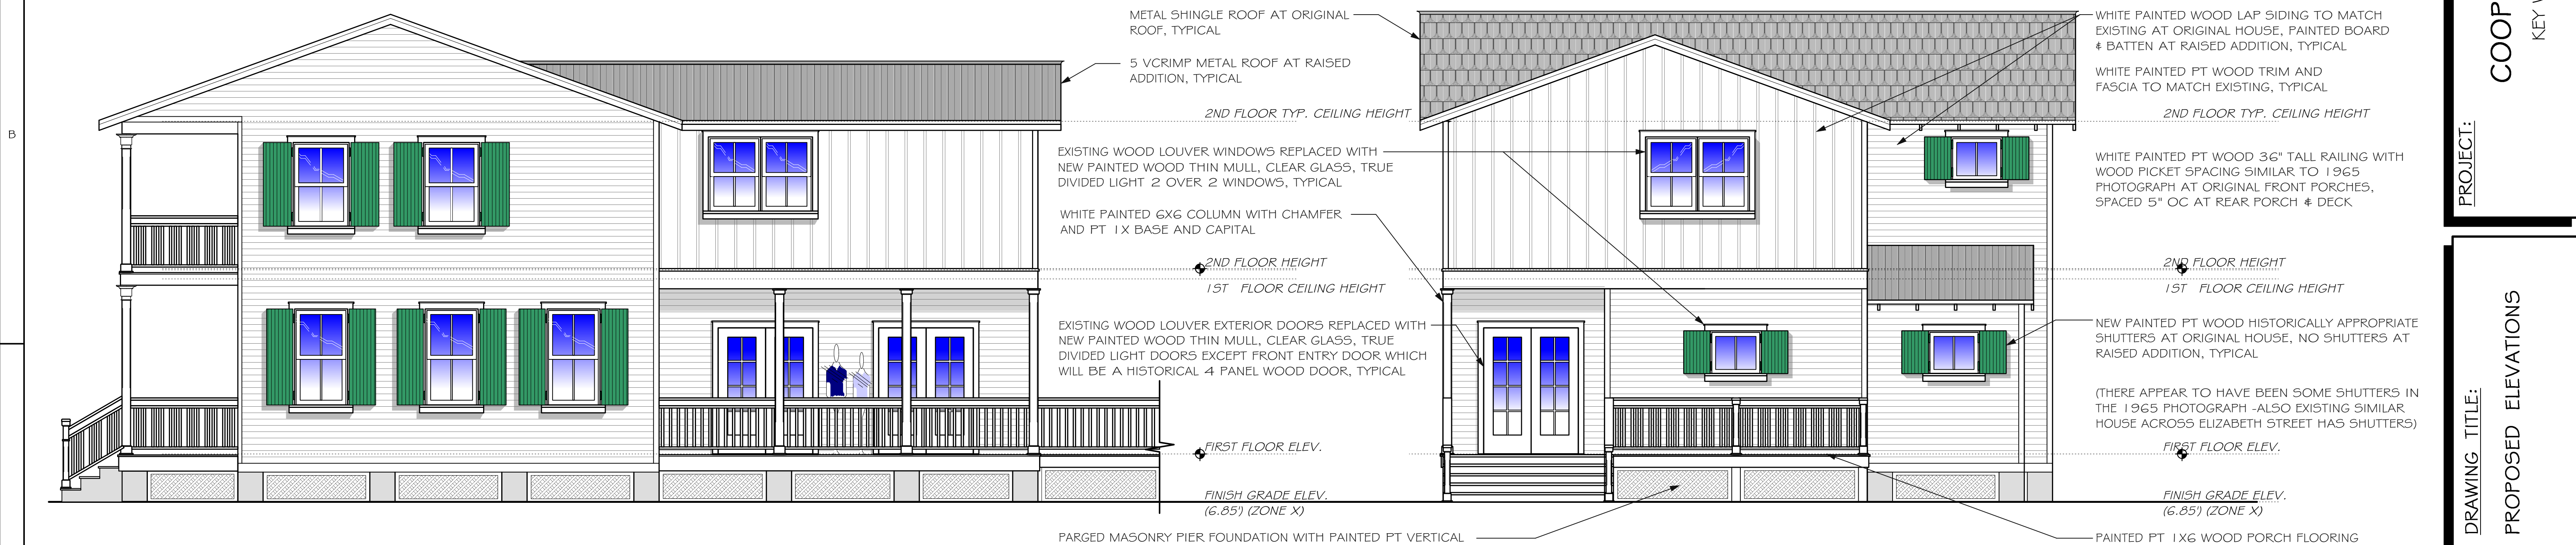 B
METAL SHINGLE ROOF AT ORIGINAL
ROOF, TYPICAL
5 VCRIMP METAL ROOF AT RAISED
ADDITION, TYPICAL
2ND FLOOR TYP. CEILING HEIGHT
EXISTING WOOD LOUVER WINDOWS REPLACED WITH
NEW PAINTED WOOD THIN MULL, CLEAR GLASS, TRUE
DIVIDED LIGHT 2 OVER 2 WINDOWS, TYPICAL
WHITE PAINTED 6X6 COLUMN WITH CHAMFER
AND PT 1X BASE AND CAPITAL
2ND FLOOR HEIGHT
1ST FLOOR CEILING HEIGHT
EXISTING WOOD LOUVER EXTERIOR DOORS REPLACED WITH
NEW PAINTED WOOD THIN MULL, CLEAR GLASS, TRUE
DIVIDED LIGHT DOORS EXCEPT FRONT ENTRY DOOR WHICH
WILL BE A HISTORICAL 4 PANEL WOOD DOOR, TYPICAL
FIRST FLOOR ELEV.
FINISH GRADE ELEV.
(6.85') (ZONE X)
PARGED MASONRY PIER FOUNDATION WITH PAINTED PT VERTICAL
WHITE PAINTED WOOD LAP SIDING TO MATCH
EXISTING AT ORIGINAL HOUSE, PAINTED BOARD
& BATTEN AT RAISED ADDITION, TYPICAL
WHITE PAINTED PT WOOD TRIM AND
FASCIA TO MATCH EXISTING, TYPICAL
2ND FLOOR TYP. CEILING HEIGHT
WHITE PAINTED PT WOOD 36" TALL RAILING WITH
WOOD PICKET SPACING SIMILAR TO 1965
PHOTOGRAPH AT ORIGINAL FRONT PORCHES,
SPACED 5" OC AT REAR PORCH & DECK
2ND FLOOR HEIGHT
1ST FLOOR CEILING HEIGHT
NEW PAINTED PT WOOD HISTORICALLY APPROPRIATE
SHUTTERS AT ORIGINAL HOUSE, NO SHUTTERS AT
RAISED ADDITION, TYPICAL
(THERE APPEAR TO HAVE BEEN SOME SHUTTERS IN
THE 1965 PHOTOGRAPH -ALSO EXISTING SIMILAR
HOUSE ACROSS ELIZABETH STREET HAS SHUTTERS)
FIRST FLOOR ELEV.
FINISH GRADE ELEV.
(6.85') (ZONE X)
PAINTED PT 1X6 WOOD PORCH FLOORING
PROJECT:
COOP
KEY
DRAWING TITLE:
PROPOSED ELEVATIONS